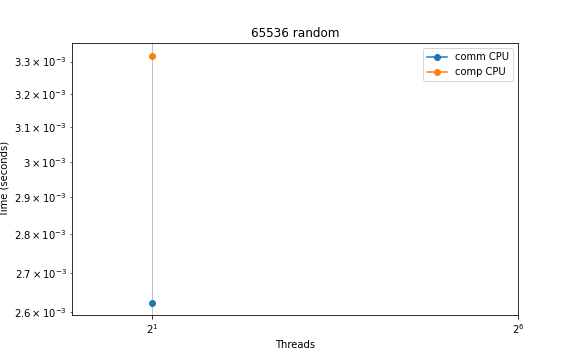 65536 random
comm CPU
comp CPU
3.3 × 10⁻³
3.2 × 10⁻³
3.1 × 10⁻³
3 × 10⁻³
2.9 × 10⁻³
2.8 × 10⁻³
2.7 × 10⁻³
2.6 × 10⁻³
Time (seconds)
2¹ 2⁶
Threads